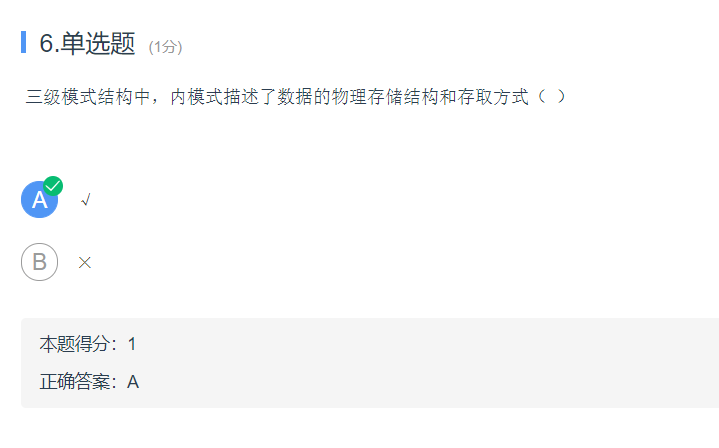 6.单选题 (1分)
三级模式结构中，内模式描述了数据的物理存储结构和存取方式（ ）
A √
B ×
本题得分：1
正确答案：A